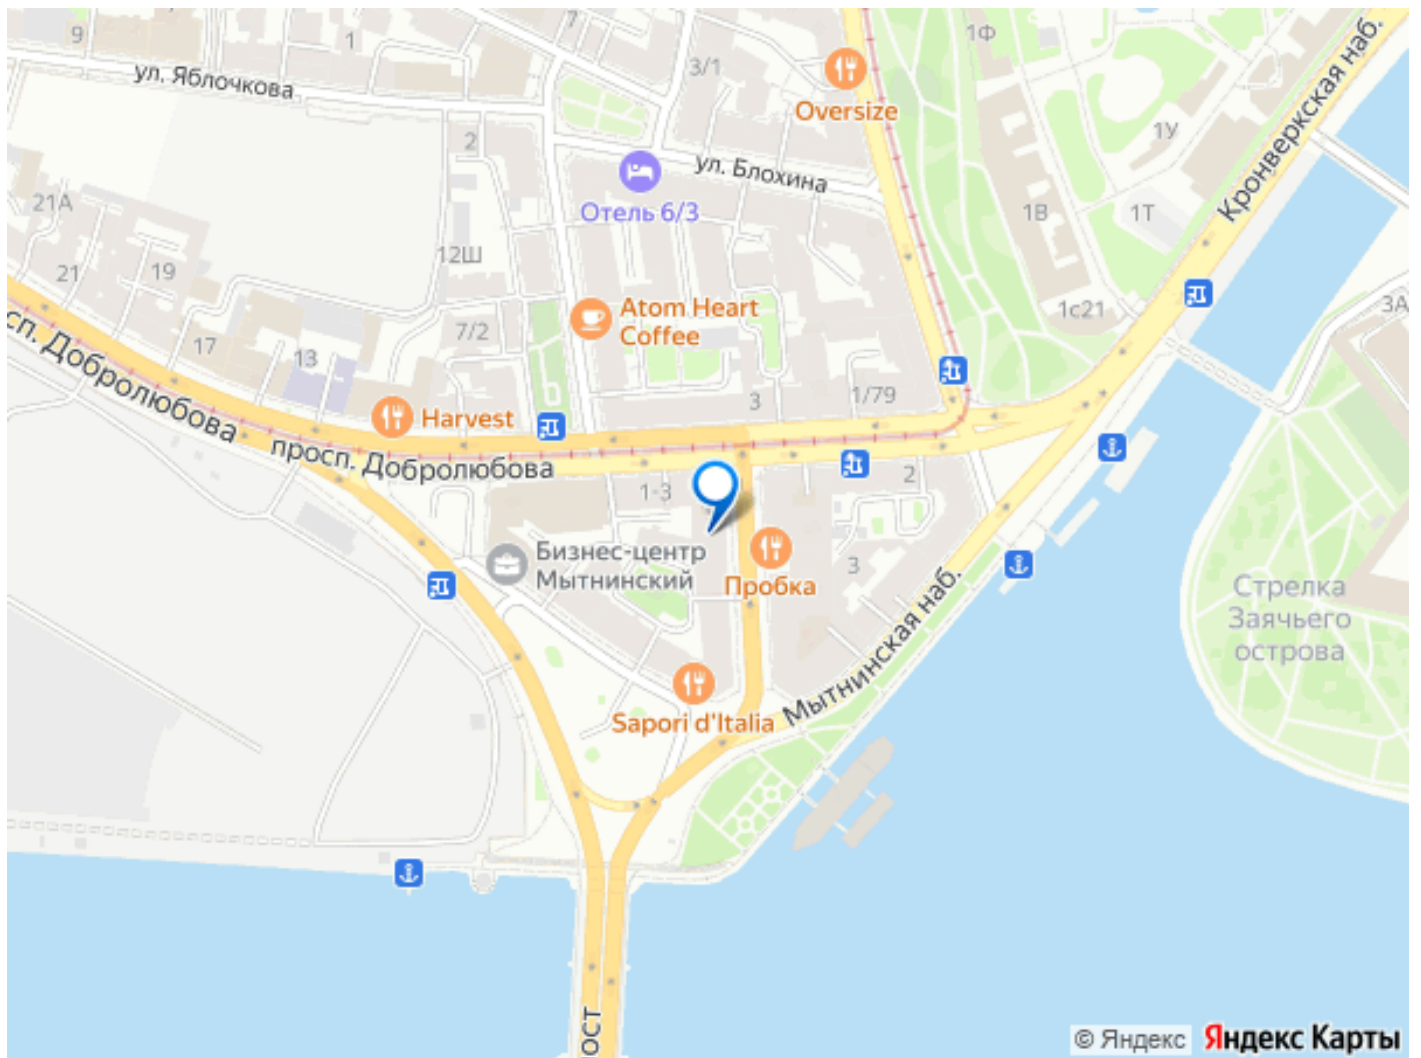 9
1
7
1Ф
ул. Яблочкова
3/1
Oversize
Кронверкская наб.
2
1У
ул. Блохина
21А
Отель 6/3
1В
1Т
12Ш
21
19
Atom Heart
Coffee
1с21
3А
7/2
17
13
просп. Добролюбова
3
1/79
Harvest
просп. Добролюбова
1-3
2
Бизнес-центр
Мытнинский
Пробка
3
Стрелка
Заячьего
острова
Мытнинская наб.
Sapori d'Italia
© Яндекс Яндекс Карты